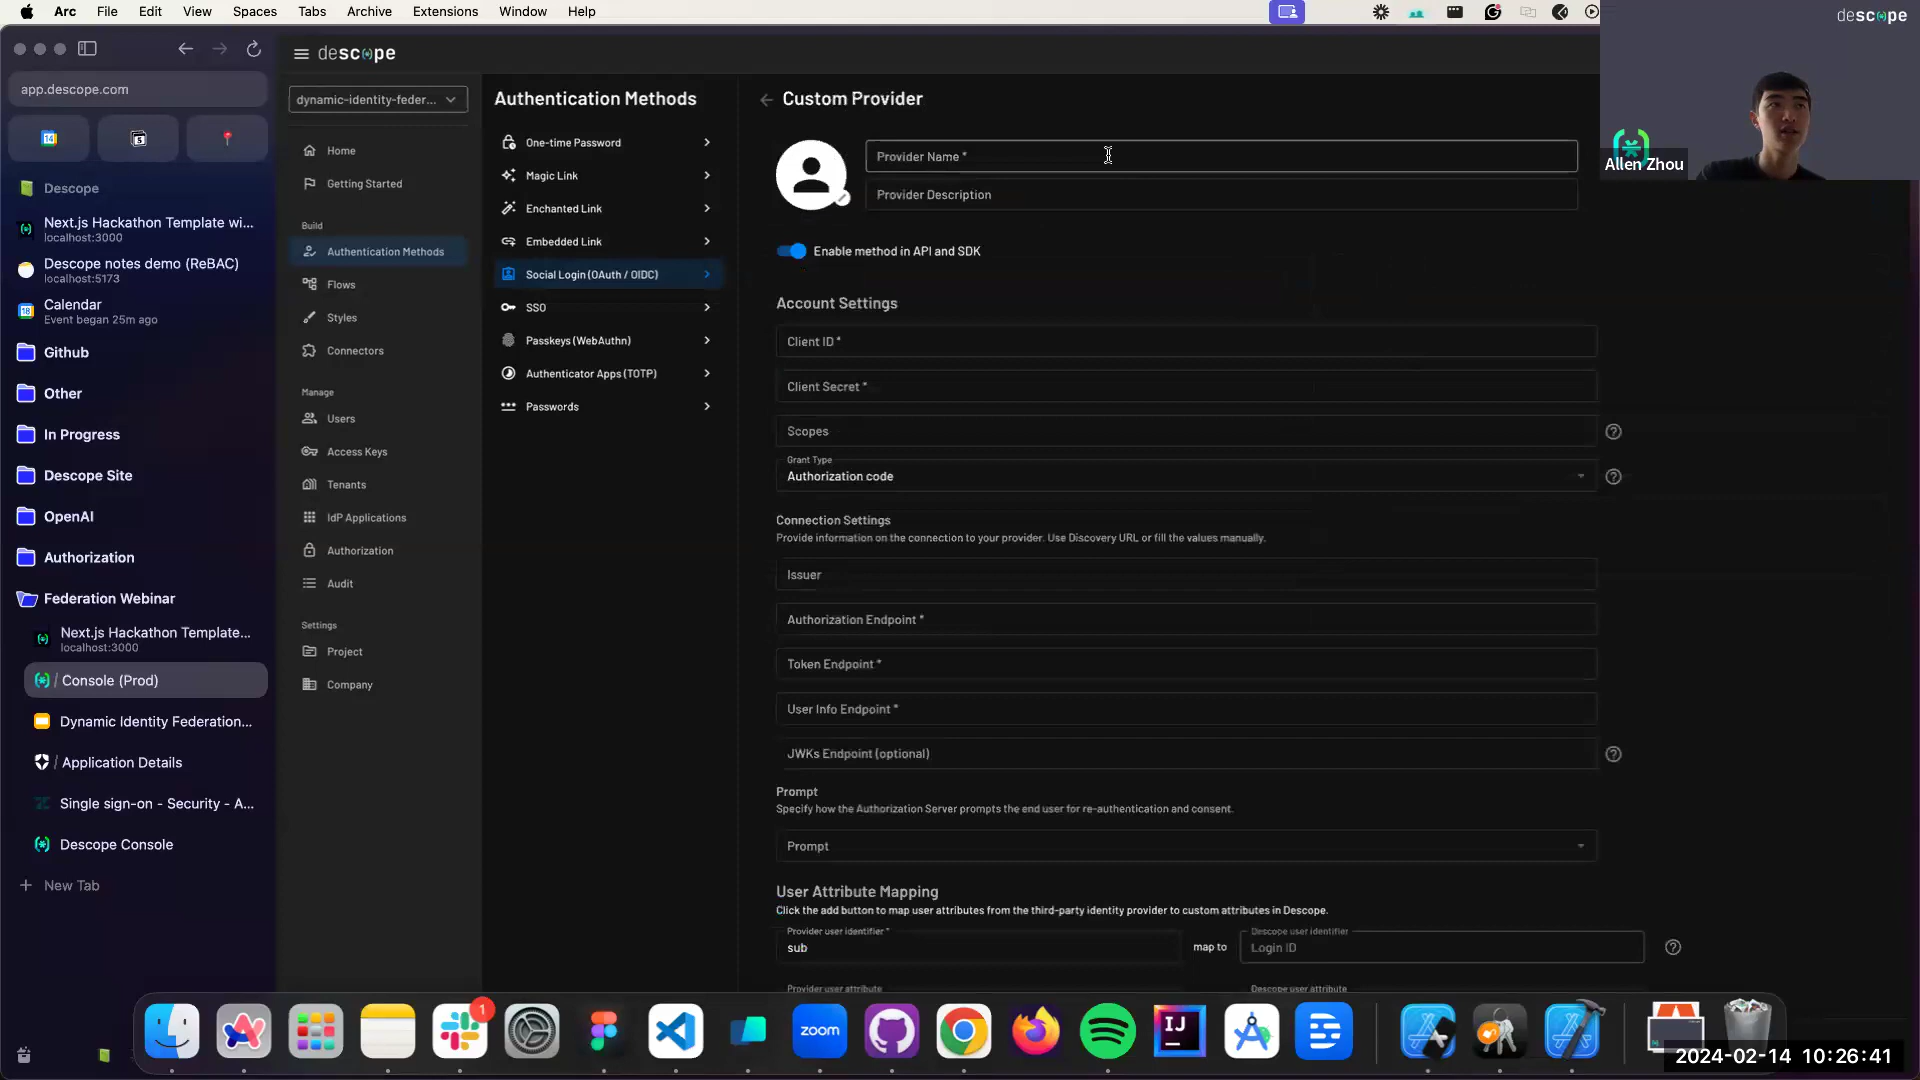 Arc File Edit View Spaces Tabs Archive Extensions Window Help
descope
Allen Zhou
app.descope.com
14
5
Descope
Next.js Hackathon Template wi...
localhost:3000
Descope notes demo (ReBAC)
localhost:5173
18
Calendar
Event began 25m ago
Github
Other
In Progress
Descope Site
OpenAI
Authorization
Federation Webinar
Next.js Hackathon Template...
localhost:3000
/ Console (Prod)
Dynamic Identity Federation...
/ Application Details
Single sign-on - Security - A...
Descope Console
+ New Tab
descope
dynamic-identity-feder...
Home
Getting Started
Build
Authentication Methods
Flows
Styles
Connectors
Manage
Users
Access Keys
Tenants
IdP Applications
Authorization
Audit
Settings
Project
Company
Authentication Methods
One-time Password
Magic Link
Enchanted Link
Embedded Link
Social Login (OAuth / OIDC)
SSO
Passkeys (WebAuthn)
Authenticator Apps (TOTP)
Passwords
Custom Provider
Provider Name *
Provider Description
Enable method in API and SDK
Account Settings
Client ID *
Client Secret *
Scopes
Grant Type
Authorization code
Connection Settings
Provide information on the connection to your provider. Use Discovery URL or fill the values manually.
Issuer
Authorization Endpoint *
Token Endpoint *
User Info Endpoint *
JWKs Endpoint (optional)
Prompt
Specify how the Authorization Server prompts the end user for re-authentication and consent.
Prompt
User Attribute Mapping
Click the add button to map user attributes from the third-party identity provider to custom attributes in Descope.
Provider user identifier *
sub
map to
Descope user identifier
Login ID
Provider user attribute
Descope user attribute
1
zoom
IJ
2024-02-14 10:26:41